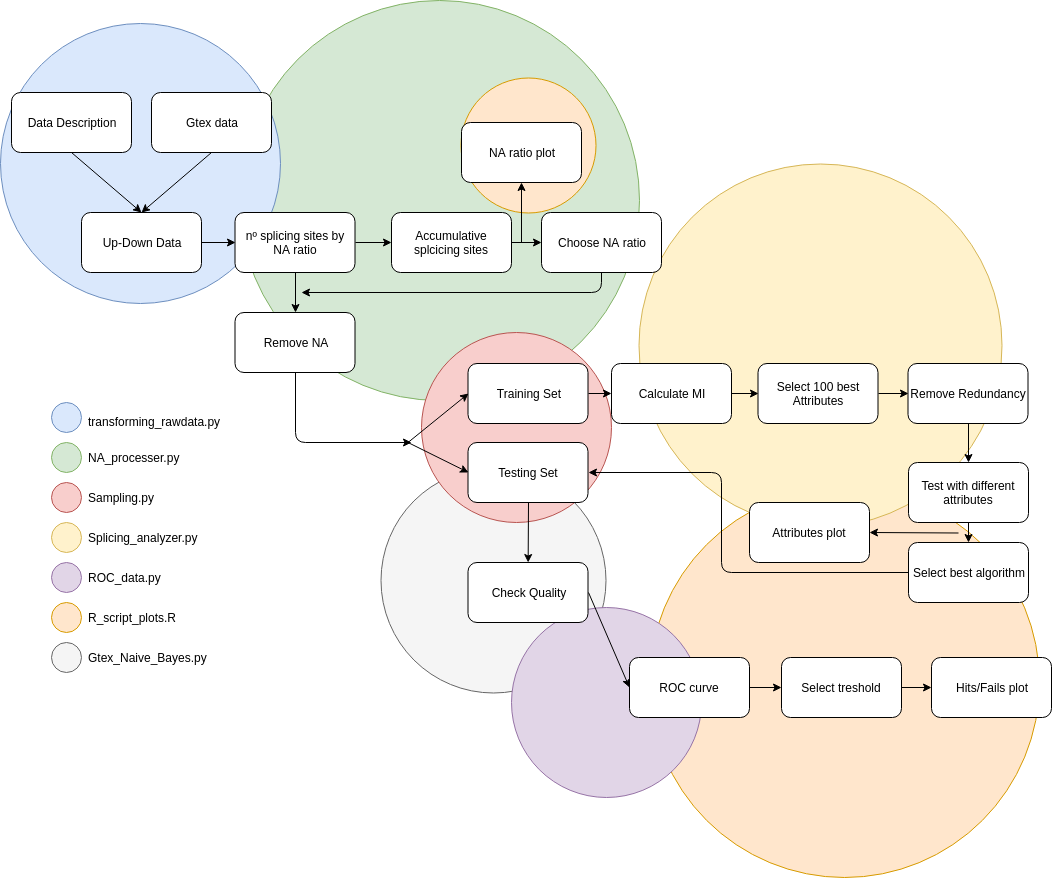 Data Description
Gtex data
NA ratio plot
Up-Down Data
nº splicing sites by
NA ratio
Accumulative
splcicing sites
Choose NA ratio
Remove NA
Training Set
Calculate MI
Select 100 best
Attributes
Remove Redundancy
Testing Set
Test with different
attributes
Attributes plot
Select best algorithm
Check Quality
ROC curve
Select treshold
Hits/Fails plot
transforming_rawdata.py
NA_processer.py
Sampling.py
Splicing_analyzer.py
ROC_data.py
R_script_plots.R
Gtex_Naive_Bayes.py